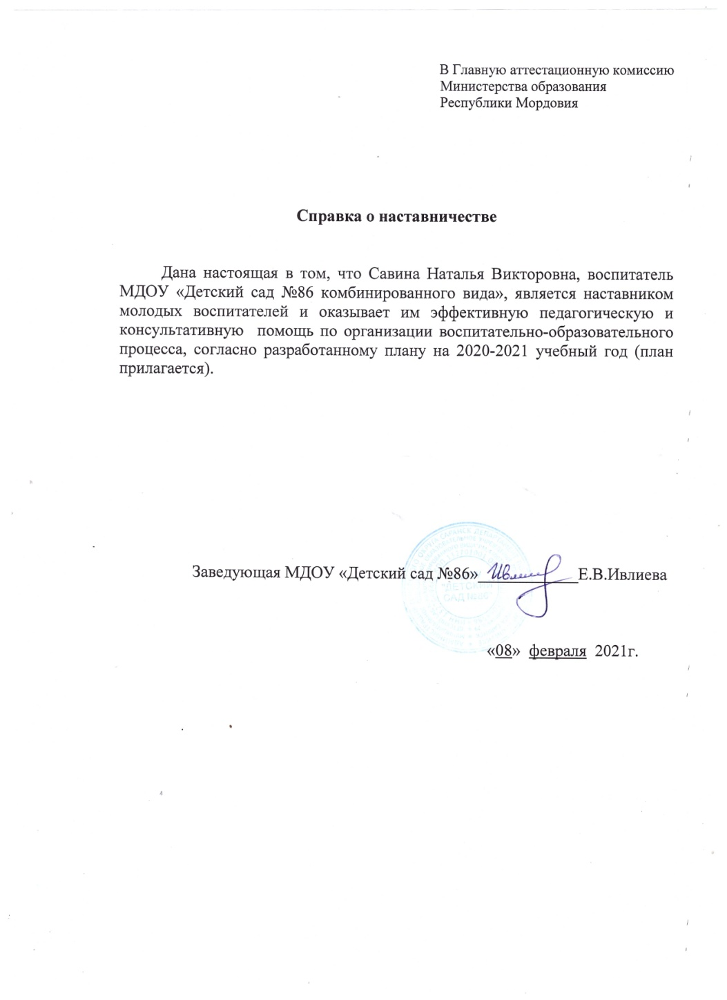 В Главную аттестационную комиссию
Министерства образования
Республики Мордовия
Справка о наставничестве
Дана настоящая в том, что Савина Наталья Викторовна, воспитатель
МДОУ «Детский сад №86 комбинированного вида», является наставником
молодых воспитателей и оказывает им эффективную педагогическую и
консультативную помощь по организации воспитательно-образовательного
процесса, согласно разработанному плану на 2020-2021 учебный год (план
прилагается).
Заведующая МДОУ «Детский сад №86»____________Е.В.Ивлиева
"ДЕТСКИЙ
САД №86"
«08» февраля 2021г.